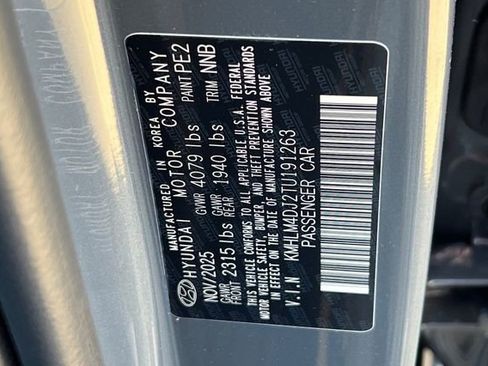 MANUFACTURED IN KOREA BY
HYUNDAI MOTOR COMPANY
NOV/2025 GVWR 4079 lbs PAINT PE2
GAWR FRONT 2315 lbs GAWR REAR 1940 lbs TRIM NNB
THIS VEHICLE CONFORMS TO ALL APPLICABLE U.S.A. FEDERAL
MOTOR VEHICLE SAFETY, BUMPER, AND THEFT PREVENTION STANDARDS
IN EFFECT ON THE DATE OF MANUFACTURE SHOWN ABOVE.
V.I.N KMHLM4DJ2TU191263
PASSENGER CAR